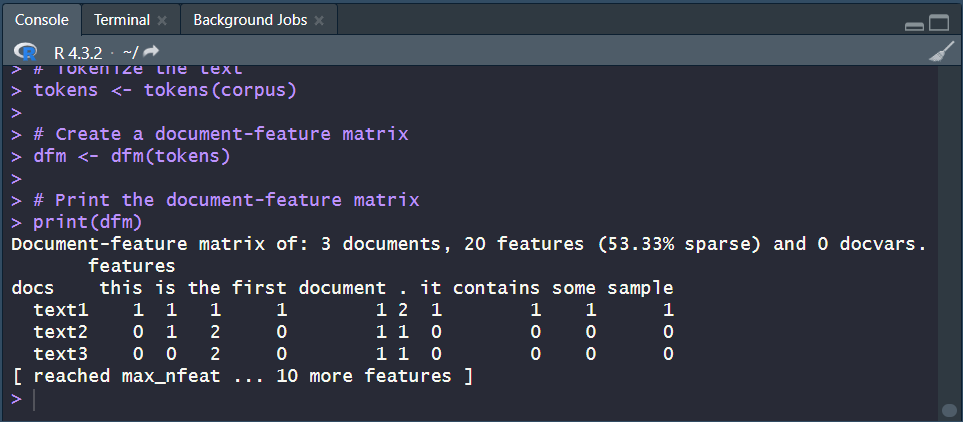 Console Terminal Background Jobs
R 4.3.2 · ~/
> # Tokenize the text
> tokens <- tokens(corpus)
>
> # Create a document-feature matrix
> dfm <- dfm(tokens)
>
> # Print the document-feature matrix
> print(dfm)
Document-feature matrix of: 3 documents, 20 features (53.33% sparse) and 0 docvars.
       features
docs    this is the first document . it contains some sample
  text1    1  1   1     1        1 2  1        1    1      1
  text2    0  1   2     0        1 1  0        0    0      0
  text3    0  0   2     0        1 1  0        0    0      0
[ reached max_nfeat ... 10 more features ]
>